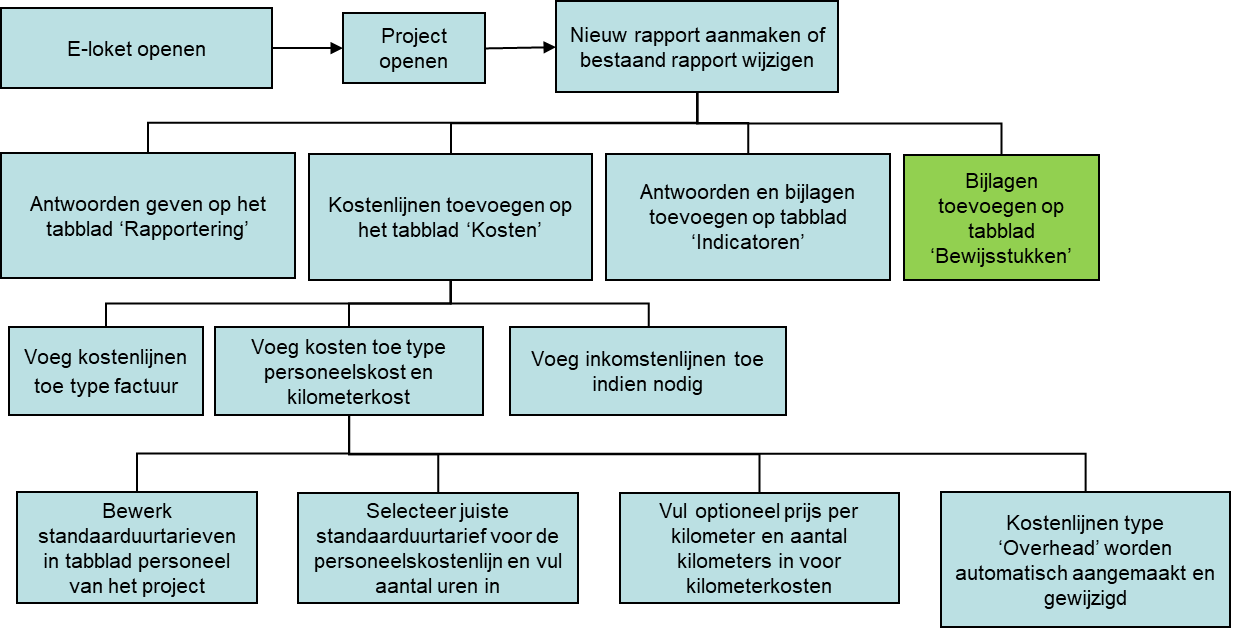 E-loket openen
Project
openen
Nieuw rapport aanmaken of
bestaand rapport wijzigen
Antwoorden geven op het
tabblad ‘Rapportering’
Kostenlijnen toevoegen op
het tabblad ‘Kosten’
Antwoorden en bijlagen
toevoegen op tabblad
‘Indicatoren’
Bijlagen
toevoegen op
tabblad
‘Bewijsstukken’
Voeg kostenlijnen
toe type factuur
Voeg kosten toe type
personeelskost en
kilometerkost
Voeg inkomstenlijnen toe
indien nodig
Bewerk
standaarduurtarieven
in tabblad personeel
van het project
Selecteer juiste
standaarduurtarief voor de
personeelskostenlijn en vul
aantal uren in
Vul optioneel prijs per
kilometer en aantal
kilometers in voor
kilometerkosten
Kostenlijnen type
‘Overhead’ worden
automatisch aangemaakt en
gewijzigd